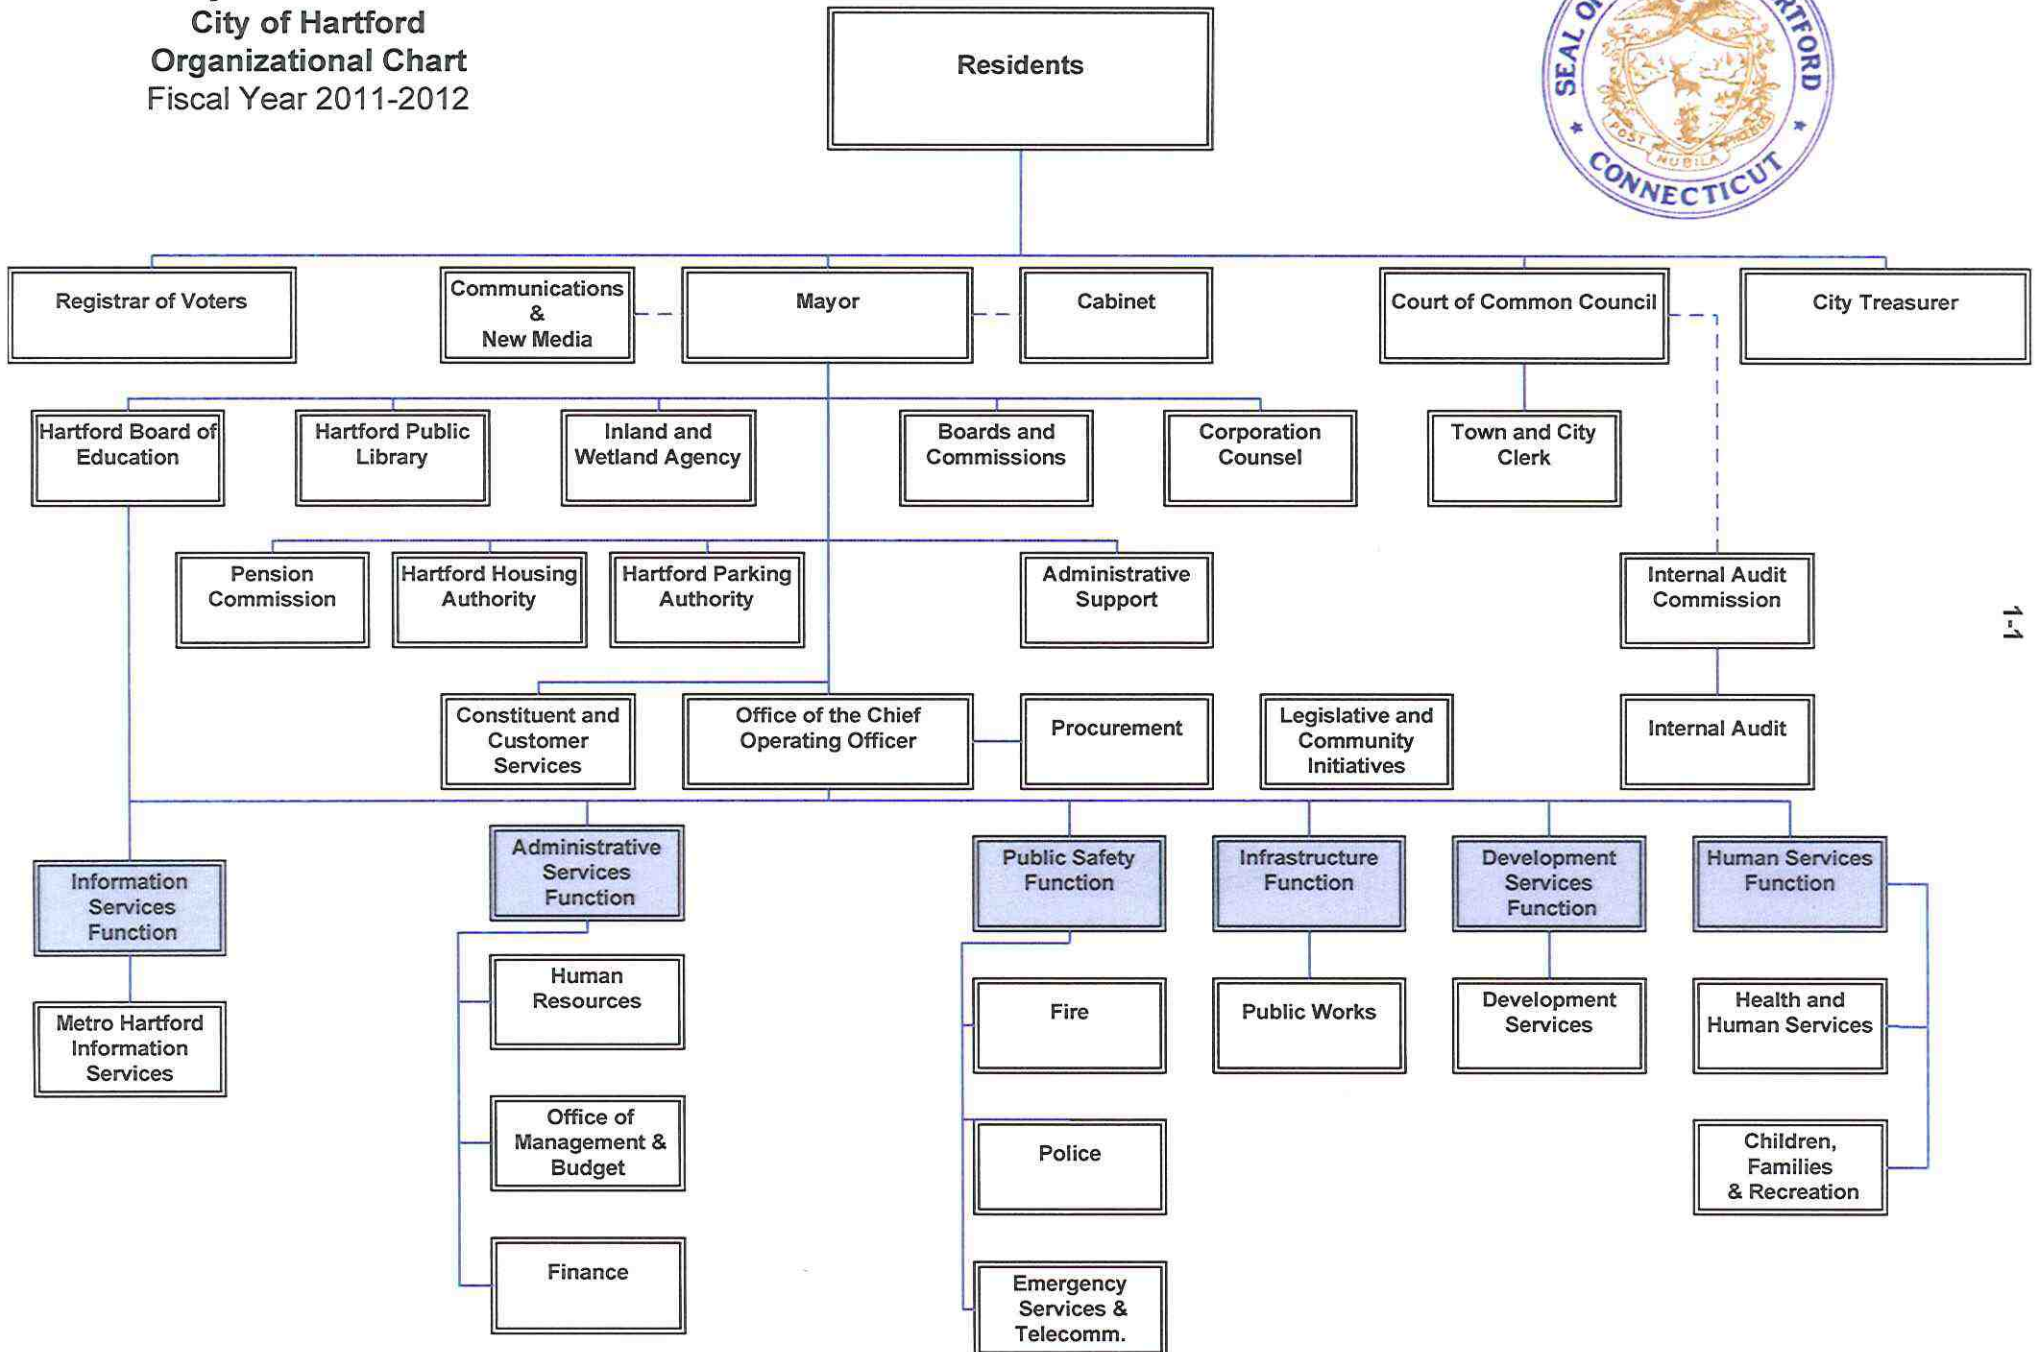 City of Hartford
Organizational Chart
Fiscal Year 2011-2012
Residents
SEAL OF
HARTFORD
CONNECTICUT
POST
NUBILA
Registrar of Voters
Communications
&
New Media
Mayor
Cabinet
Court of Common Council
City Treasurer
Hartford Board of
Education
Hartford Public
Library
Inland and
Wetland Agency
Boards and
Commissions
Corporation
Counsel
Town and City
Clerk
Pension
Commission
Hartford Housing
Authority
Hartford Parking
Authority
Administrative
Support
Internal Audit
Commission
1-1
Constituent and
Customer
Services
Office of the Chief
Operating Officer
Procurement
Legislative and
Community
Initiatives
Internal Audit
Information
Services
Function
Administrative
Services
Function
Public Safety
Function
Infrastructure
Function
Development
Services
Function
Human Services
Function
Metro Hartford
Information
Services
Human
Resources
Fire
Public Works
Development
Services
Health and
Human Services
Office of
Management &
Budget
Police
Children,
Families
& Recreation
Finance
Emergency
Services &
Telecomm.